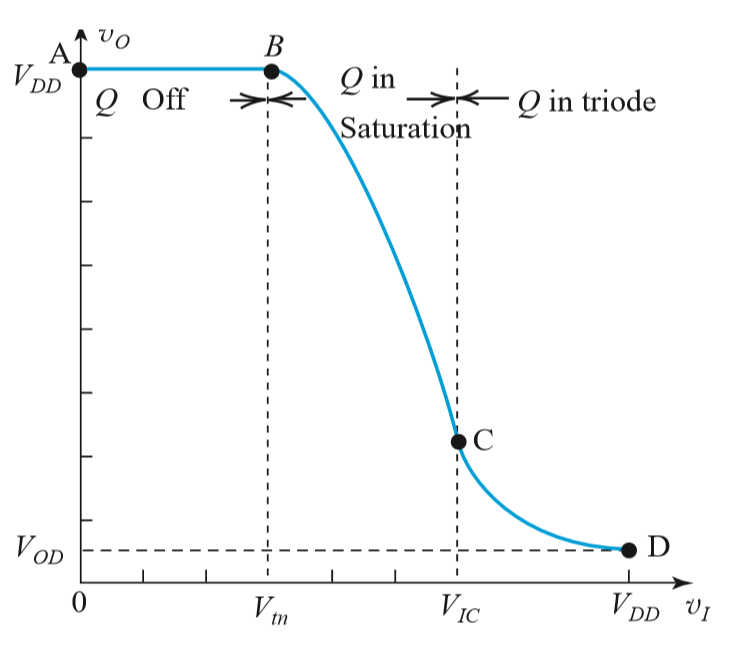 v_O
A
B
V_DD
Q Off
Q in
Saturation
Q in triode
C
V_OD
D
0
V_tn
V_IC
V_DD
v_I